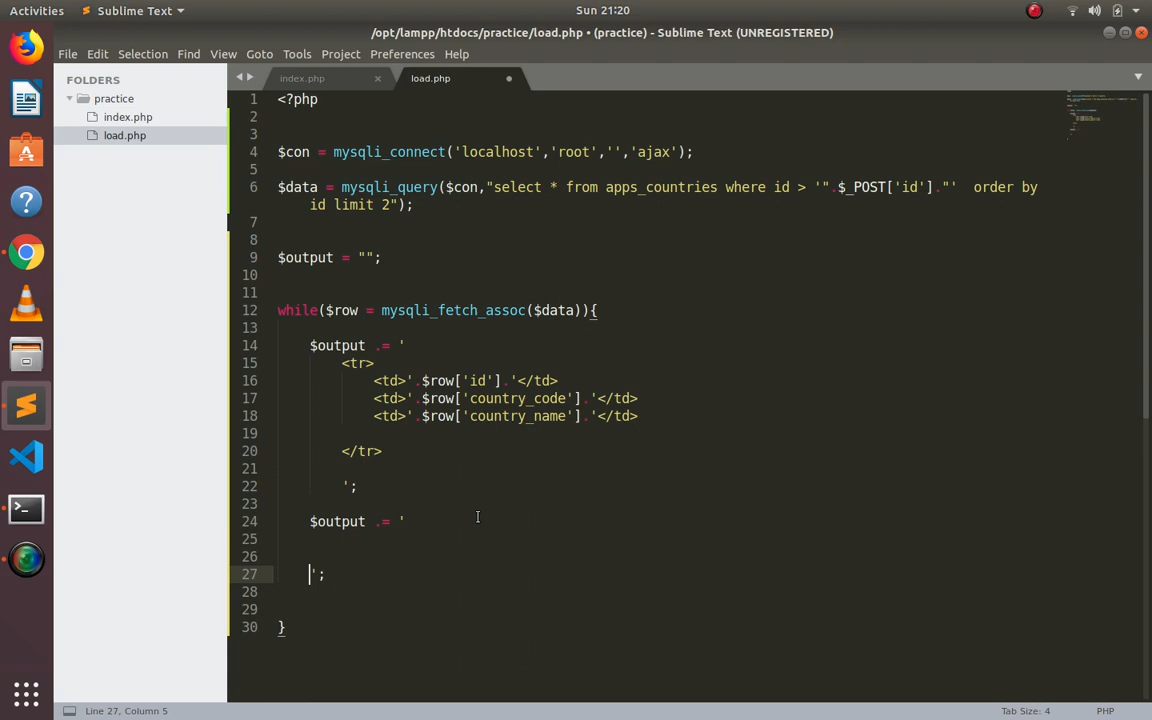 Activities
Sublime Text
Sun 21:20
/opt/lampp/htdocs/practice/load.php • (practice) - Sublime Text (UNREGISTERED)
File Edit Selection Find View Goto Tools Project Preferences Help
FOLDERS
practice
index.php
load.php
index.php
load.php
1 <?php
2
3
4 $con = mysqli_connect('localhost','root','','ajax');
5
6 $data = mysqli_query($con,"select * from apps_countries where id > '".$_POST['id']."'  order by
id limit 2");
7
8
9 $output = "";
10
11
12 while($row = mysqli_fetch_assoc($data)){
13
14 $output .= '
15 <tr>
16 <td>'.$row['id'].'</td>
17 <td>'.$row['country_code'].'</td>
18 <td>'.$row['country_name'].'</td>
19
20 </tr>
21
22 ';
23
24 $output .= '
25
26
27 ';
28
29
30 }
Line 27, Column 5
Tab Size: 4
PHP